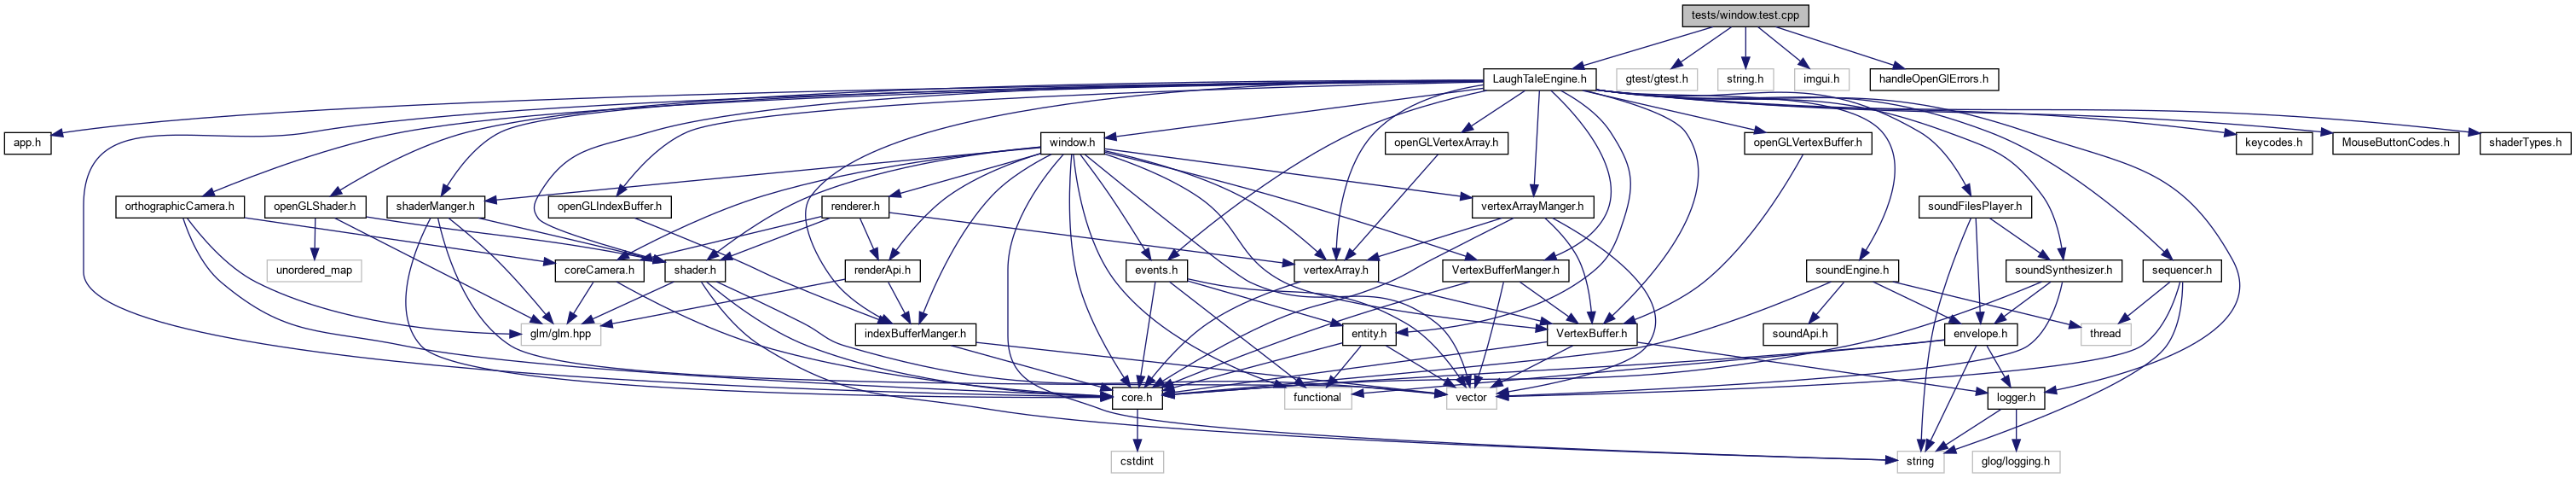 tests/window.test.cpp
LaughTaleEngine.h
gtest/gtest.h
string.h
imgui.h
handleOpenGlErrors.h
app.h
window.h
openGLVertexArray.h
openGLVertexBuffer.h
keycodes.h
MouseButtonCodes.h
shaderTypes.h
orthographicCamera.h
openGLShader.h
shaderManger.h
openGLIndexBuffer.h
renderer.h
vertexArrayManger.h
soundFilesPlayer.h
unordered_map
coreCamera.h
shader.h
renderApi.h
events.h
vertexArray.h
VertexBufferManger.h
soundEngine.h
soundSynthesizer.h
sequencer.h
glm/glm.hpp
indexBufferManger.h
entity.h
VertexBuffer.h
soundApi.h
envelope.h
thread
core.h
functional
vector
logger.h
cstdint
string
glog/logging.h